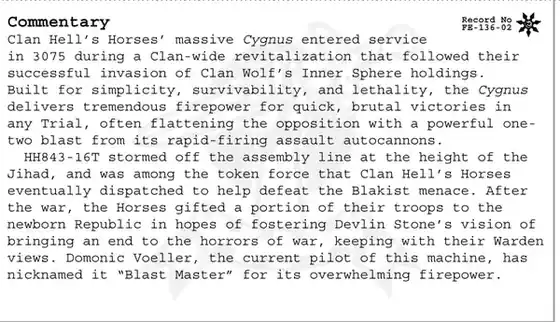 Commentary
Record No
FE-136-02
Clan Hell's Horses' massive Cygnus entered service
in 3075 during a Clan-wide revitalization that followed their
successful invasion of Clan Wolf's Inner Sphere holdings.
Built for simplicity, survivability, and lethality, the Cygnus
delivers tremendous firepower for quick, brutal victories in
any Trial, often flattening the opposition with a powerful one-
two blast from its rapid-firing assault autocannons.
HH843-16T stormed off the assembly line at the height of the
Jihad, and was among the token force that Clan Hell's Horses
eventually dispatched to help defeat the Blakist menace. After
the war, the Horses gifted a portion of their troops to the
newborn Republic in hopes of fostering Devlin Stone's vision of
bringing an end to the horrors of war, keeping with their Warden
views. Domonic Voeller, the current pilot of this machine, has
nicknamed it “Blast Master” for its overwhelming firepower.